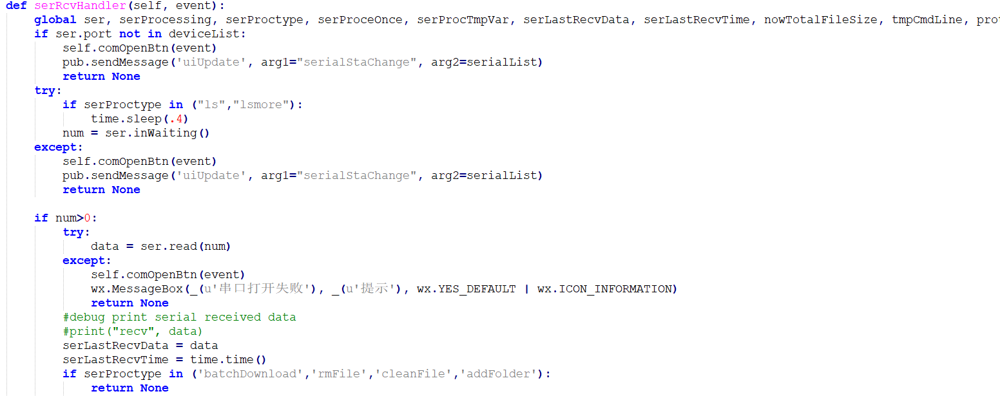 def serRcvHandler(self, event):
    global ser, serProcessing, serProctype, serProceOnce, serProcTmpVar, serLastRecvData, serLastRecvTime, nowTotalFileSize, tmpCmdLine,
    if ser.port not in deviceList:
        self.comOpenBtn(event)
        pub.sendMessage('uiUpdate', arg1="serialStaChange", arg2=serialList)
        return None
    try:
        if serProctype in ("ls","lsmore"):
            time.sleep(.4)
        num = ser.inWaiting()
    except:
        self.comOpenBtn(event)
        pub.sendMessage('uiUpdate', arg1="serialStaChange", arg2=serialList)
        return None
    if num>0:
        try:
            data = ser.read(num)
        except:
            self.comOpenBtn(event)
            wx.MessageBox(_(u'串口打开失败'), _(u'提示'), wx.YES_DEFAULT | wx.ICON_INFORMATION)
            return None
        #debug print serial received data
        #print("recv", data)
        serLastRecvData = data
        serLastRecvTime = time.time()
        if serProctype in ('batchDownload','rmFile','cleanFile','addFolder'):
            return None